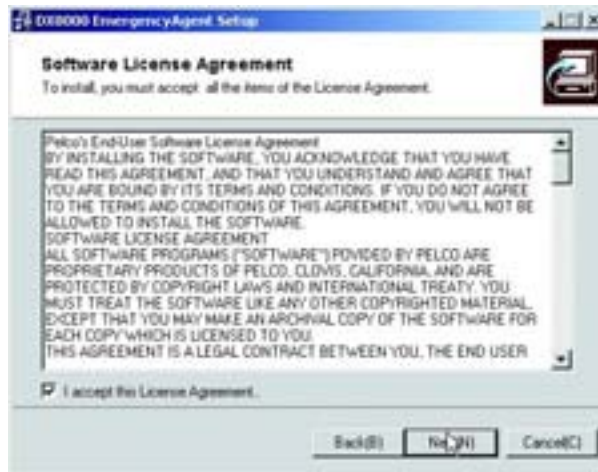 DX8000 EmergencyAgent Setup
Software License Agreement
To install, you must accept all the items of the License Agreement.
Pelco's End-User Software License Agreement
BY INSTALLING THE SOFTWARE, YOU ACKNOWLEDGE THAT YOU HAVE
READ THIS AGREEMENT, AND THAT YOU UNDERSTAND AND AGREE THAT
YOU ARE BOUND BY ITS TERMS AND CONDITIONS. IF YOU DO NOT AGREE
TO THE TERMS AND CONDITIONS OF THIS AGREEMENT, YOU WILL NOT BE
ALLOWED TO INSTALL THE SOFTWARE.
SOFTWARE LICENSE AGREEMENT
ALL SOFTWARE PROGRAMS ("SOFTWARE") POVIDED BY PELCO ARE
PROPRIETARY PRODUCTS OF PELCO, CLOVIS, CALIFORNIA, AND ARE
PROTECTED BY COPYRIGHT LAWS AND INTERNATIONAL TREATY. YOU
MUST TREAT THE SOFTWARE LIKE ANY OTHER COPYRIGHTED MATERIAL,
EXCEPT THAT YOU MAY MAKE AN ARCHIVAL COPY OF THE SOFTWARE FOR
EACH COPY WHICH IS LICENSED TO YOU.
THIS AGREEMENT IS A LEGAL CONTRACT BETWEEN YOU, THE END USER
I accept this License Agreement.
Back(B) Next(N) Cancel(C)